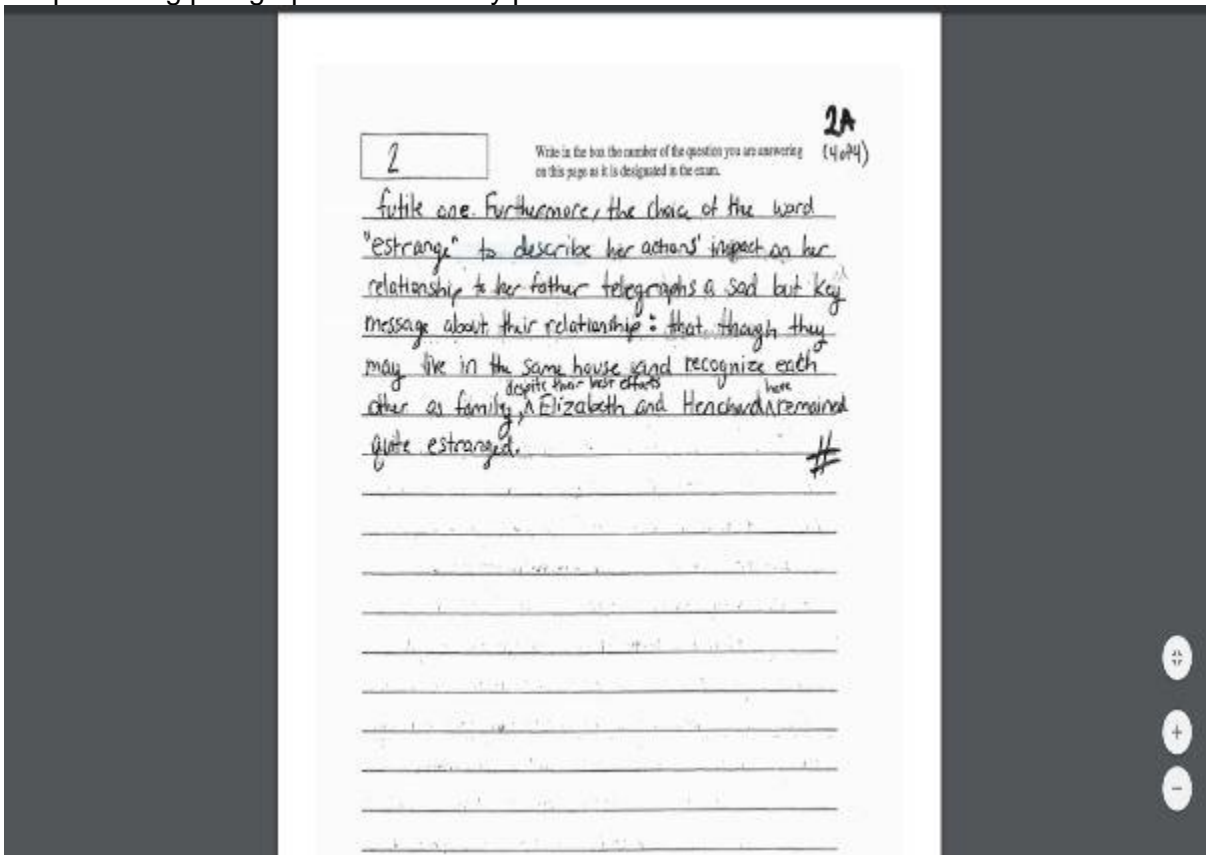 2A
2
Write in the box the number of the question you are answering
on this page as it is designated in the exam.
(4 of 4)
futile one. Furthermore, the choice of the word
"estrange" to describe her actions' impact on her
relationship to her father telegraphs a sad but key
message about their relationship: that though they
may live in the same house and recognize each
other as family, despite their best efforts Elizabeth and Henchard have remained
quite estranged.
#